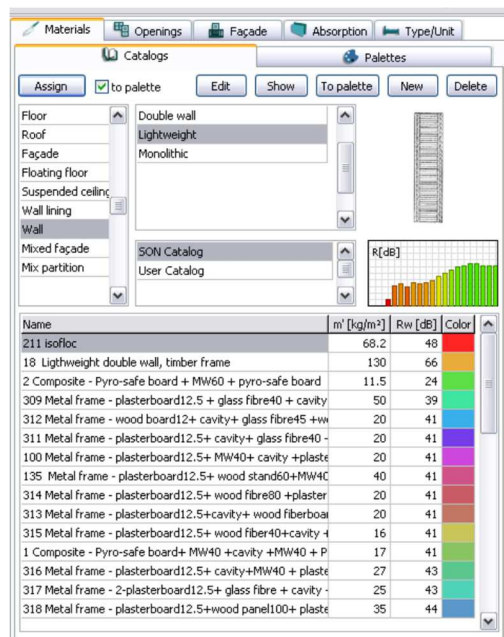 Materials Openings Façade Absorption Type/Unit
Catalogs Palettes
Assign to palette Edit Show To palette New Delete
Floor
Roof
Façade
Floating floor
Suspended ceiling
Wall lining
Wall
Mixed façade
Mix partition
Double wall
Lightweight
Monolithic
SON Catalog
User Catalog
R[dB]
Name m' [kg/m²] Rw [dB] Color
211 isofloc 68.2 48
18 Ligthweight double wall, timber frame 130 66
2 Composite - Pyro-safe board + MW60 + pyro-safe board 11.5 24
309 Metal frame - plasterboard12.5 + glass fibre40 + cavity 50 39
312 Metal frame - wood board12+ cavity+ glass fibre45 +w 20 41
311 Metal frame - plasterboard12.5+ cavity+ glass fibre40 - 20 41
100 Metal frame - plasterboard12.5+ MW40+ cavity +plaste 20 41
135 Metal frame - plasterboard12.5+ wood stand60+MW40 40 41
314 Metal frame - plasterboard12.5+ wood fibre80 +plaster 20 41
313 Metal frame - plasterboard12.5+cavity+ wood fiberboa 20 41
315 Metal frame - plasterboard12.5+ wood fiber40+cavity + 16 41
1 Composite - Pyro-safe board+ MW40 +cavity +MW40 + P 17 41
316 Metal frame - plasterboard12.5+ cavity+MW40 + plaste 27 43
317 Metal frame - 2-plasterboard12.5+ glass fibre + cavity - 25 43
318 Metal frame - plasterboard12.5+wood panel100+ plaste 35 44